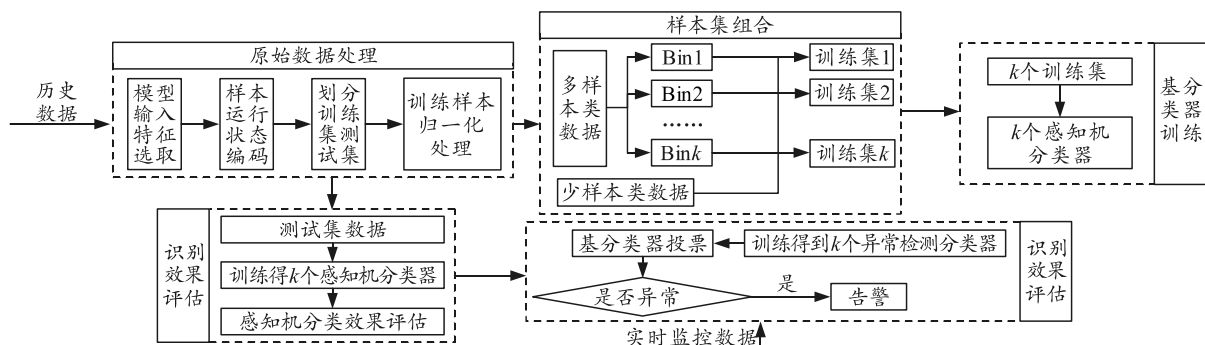 历史
数据
原始数据处理
模型
输入
特征
选取
样本
运行
状态
编码
划分
训练
集测
试集
训练样本
归一化
处理
样本集组合
多样
本类
数据
Bin1
Bin2
……
Bink
训练集1
训练集2
训练集k
少样本类数据
k个训练集
k个感知机
分类器
基分
类器
训练
识别
效果
评估
测试集数据
训练得k个感知机分类器
感知机分类效果评估
基分类器投票
训练得到k个异常检测分类器
是否异常
是
告警
识别
效果
评估
实时监控数据